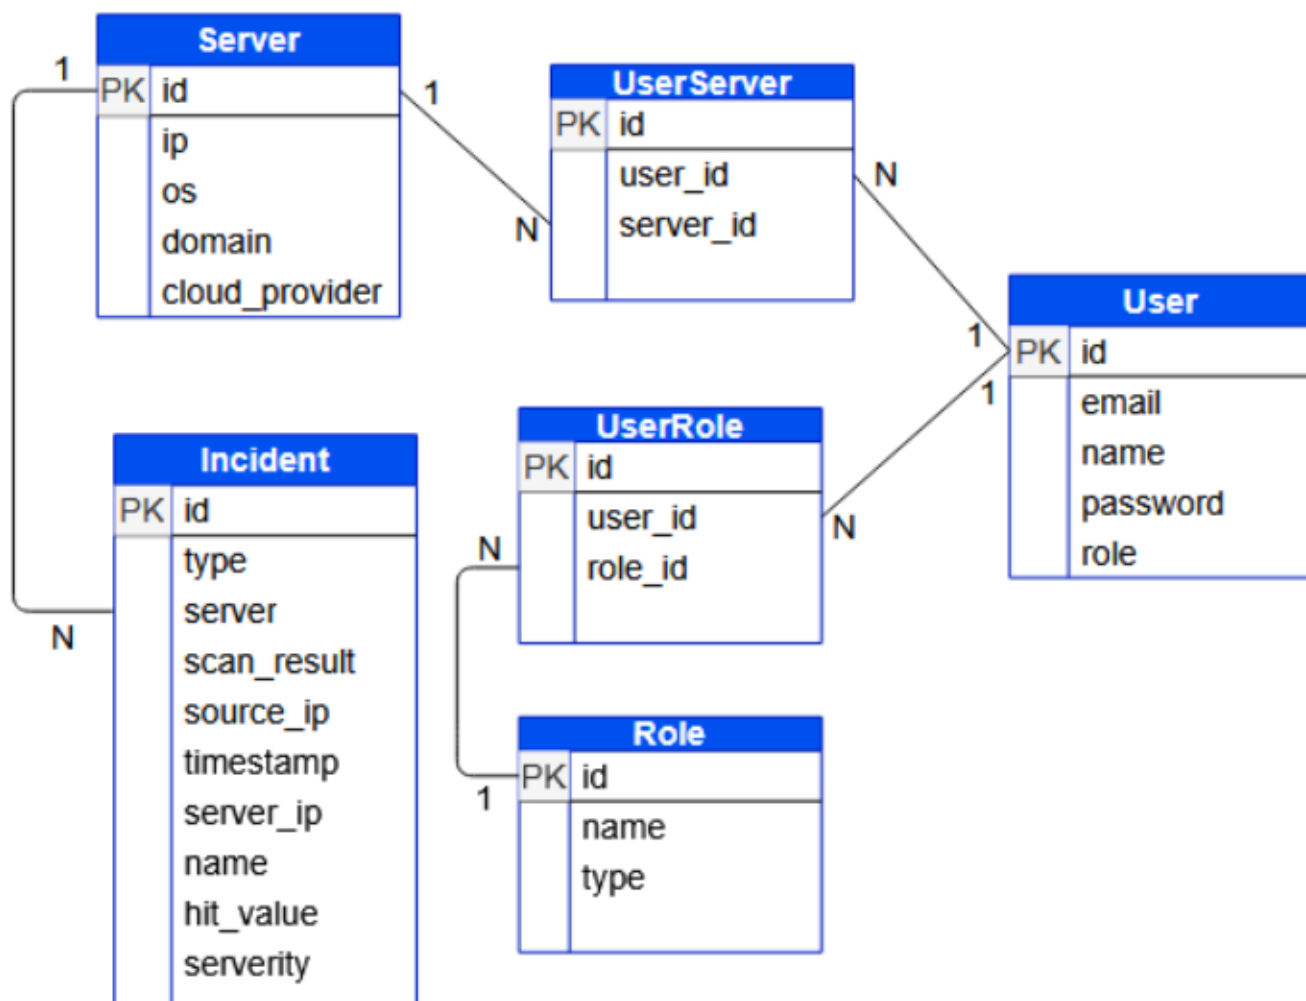 Server
1
PK id
ip
os
domain
cloud_provider
1
N
UserServer
PK id
user_id
server_id
N
1
User
PK id
email
name
password
role
1
N
UserRole
PK id
user_id
role_id
N
1
Role
PK id
name
type
N
Incident
PK id
type
server
scan_result
source_ip
timestamp
server_ip
name
hit_value
serverity